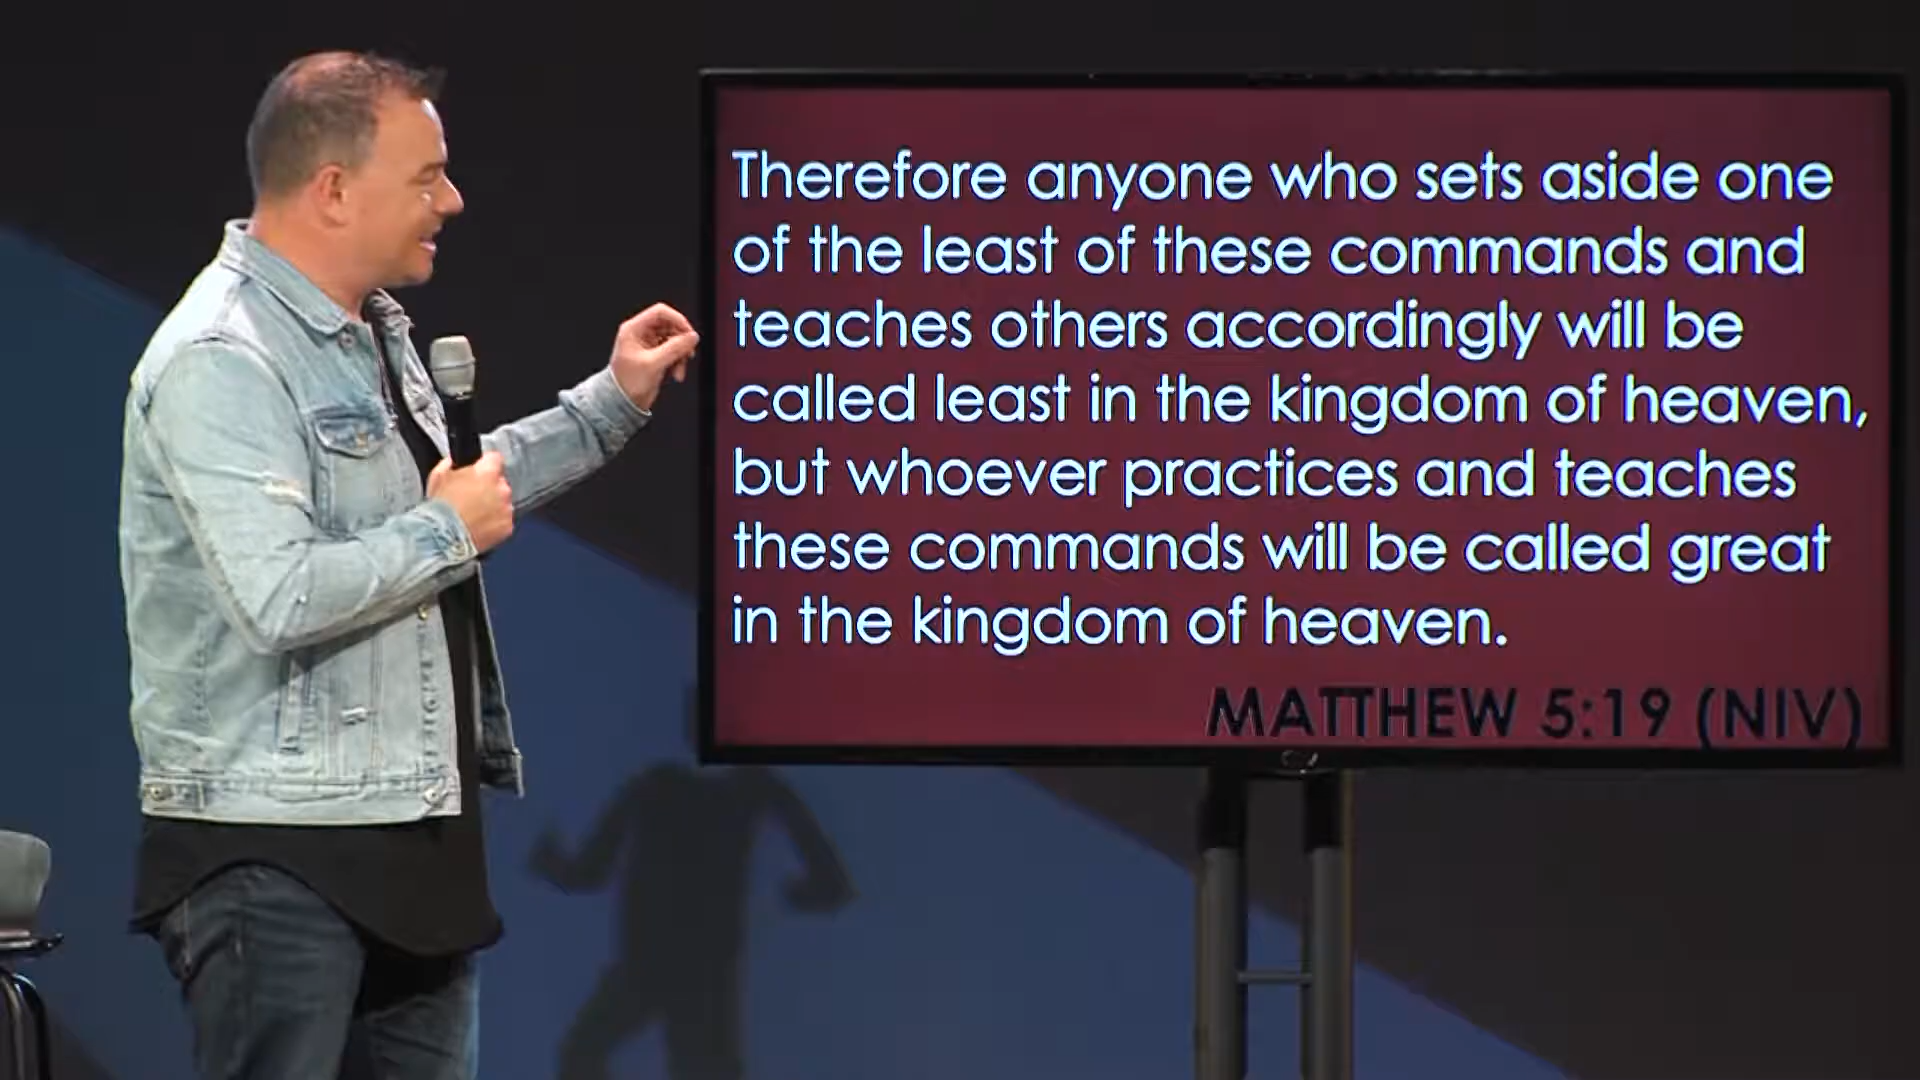 Therefore anyone who sets aside one
of the least of these commands and
teaches others accordingly will be
called least in the kingdom of heaven,
but whoever practices and teaches
these commands will be called great
in the kingdom of heaven.
MATTHEW 5:19 (NIV)